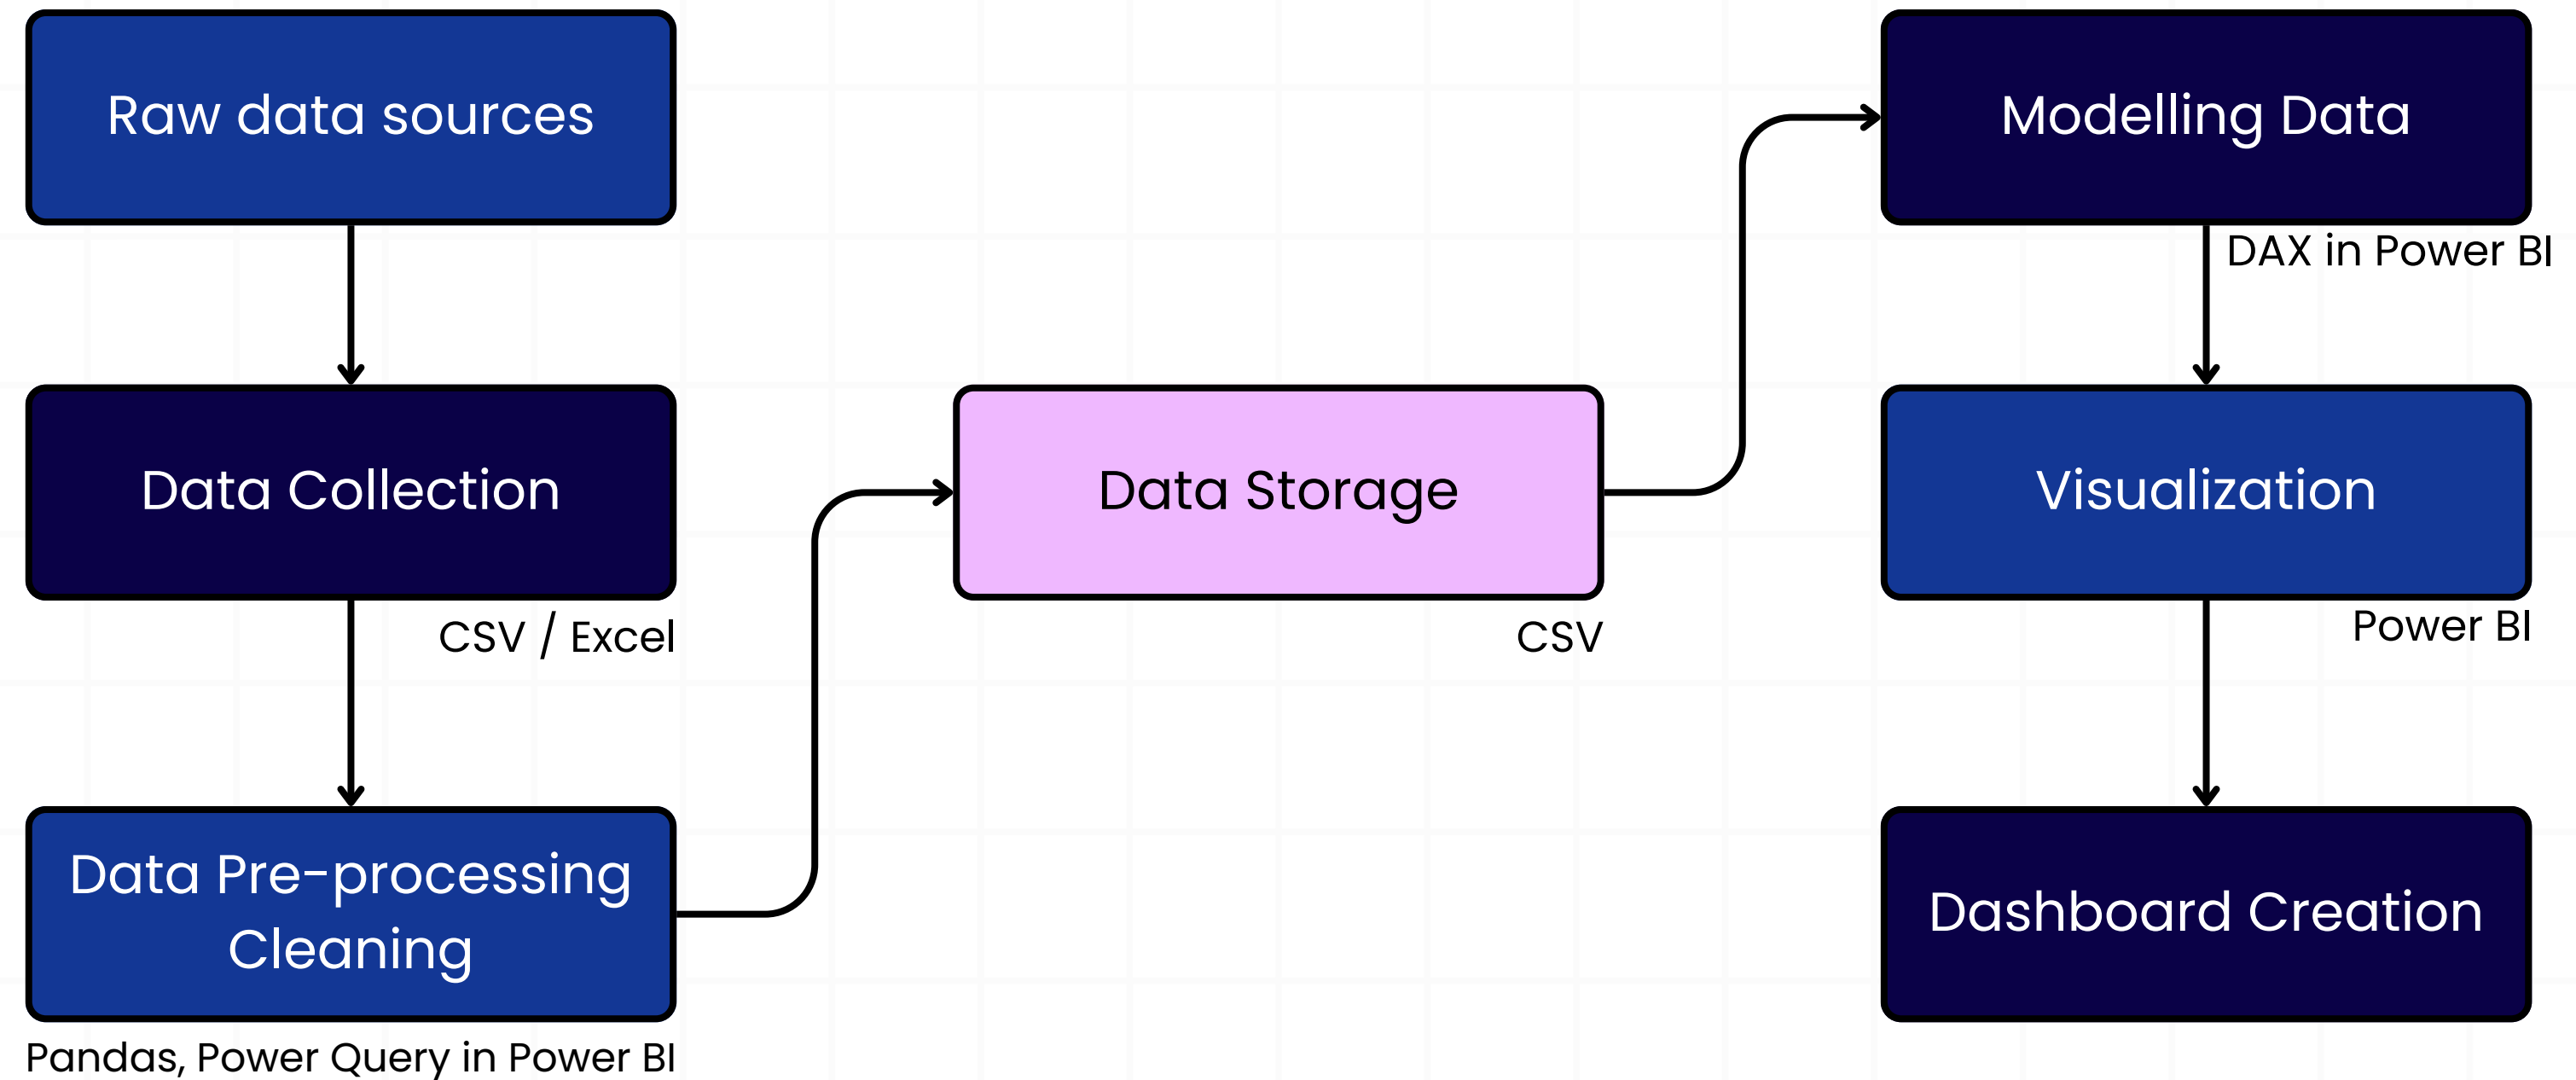 Raw data sources
Data Collection
CSV / Excel
Data Pre-processing
Cleaning
Pandas, Power Query in Power BI
Data Storage
CSV
Modelling Data
DAX in Power BI
Visualization
Power BI
Dashboard Creation